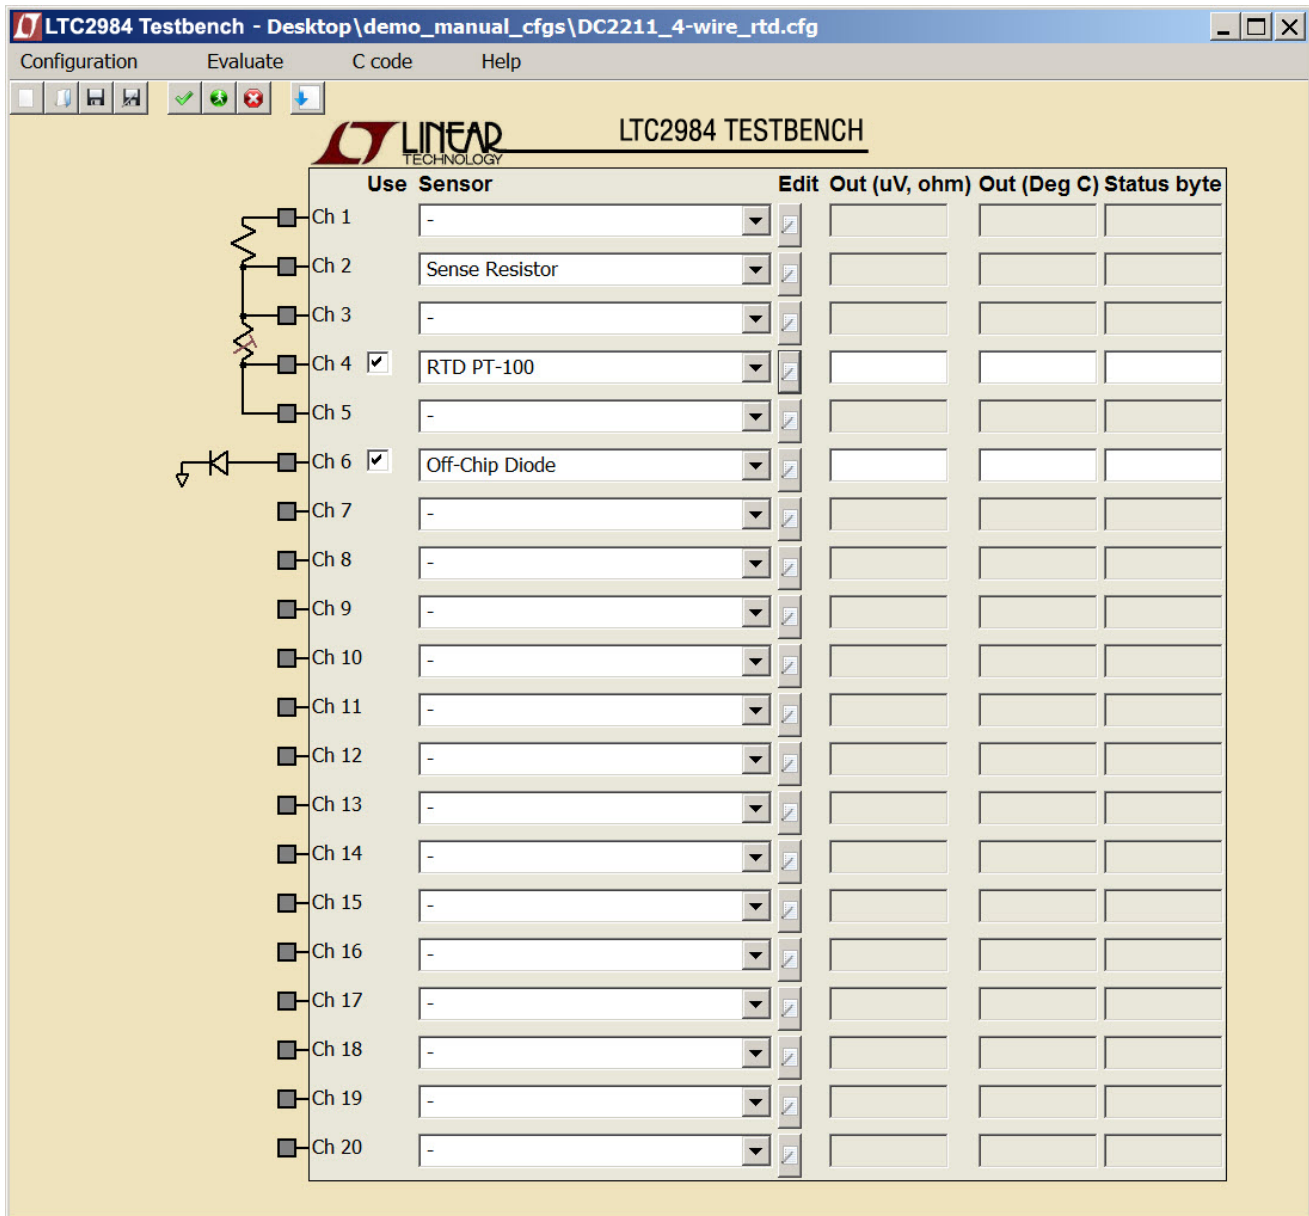 LTC2984 Testbench - Desktop\demo_manual_cfgs\DC2211_4-wire_rtd.cfg
Configuration Evaluate C code Help
LINEAR TECHNOLOGY
LTC2984 TESTBENCH
Use Sensor Edit Out (uV, ohm) Out (Deg C) Status byte
Ch 1 -
Ch 2 Sense Resistor
Ch 3 -
Ch 4 RTD PT-100
Ch 5 -
Ch 6 Off-Chip Diode
Ch 7 -
Ch 8 -
Ch 9 -
Ch 10 -
Ch 11 -
Ch 12 -
Ch 13 -
Ch 14 -
Ch 15 -
Ch 16 -
Ch 17 -
Ch 18 -
Ch 19 -
Ch 20 -